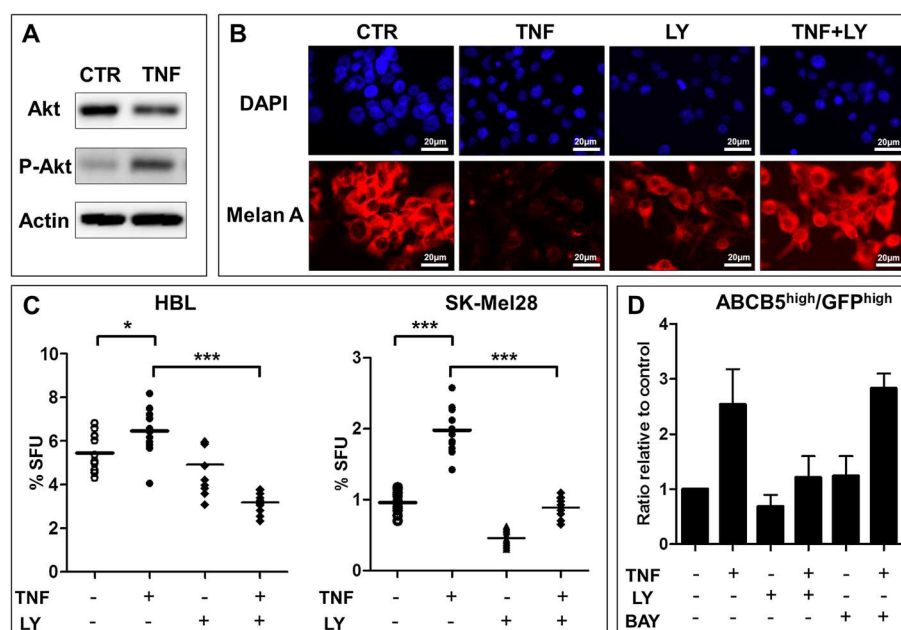 A
CTR TNF
Akt
P-Akt
Actin
B
CTR TNF LY TNF+LY
DAPI
20µm 20µm 20µm 20µm
Melan A
20µm 20µm 20µm 20µm
C
HBL
* ***
% SFU
10
8
6
4
2
0
TNF - + - +
LY - - + +
SK-Mel28
*** ***
% SFU
3
2
1
0
TNF - + - +
LY - - + +
D
ABCB5high/GFPhigh
Ratio relative to control
4
3
2
1
0
TNF - + - + - +
LY - - + + - -
BAY - - - - + +